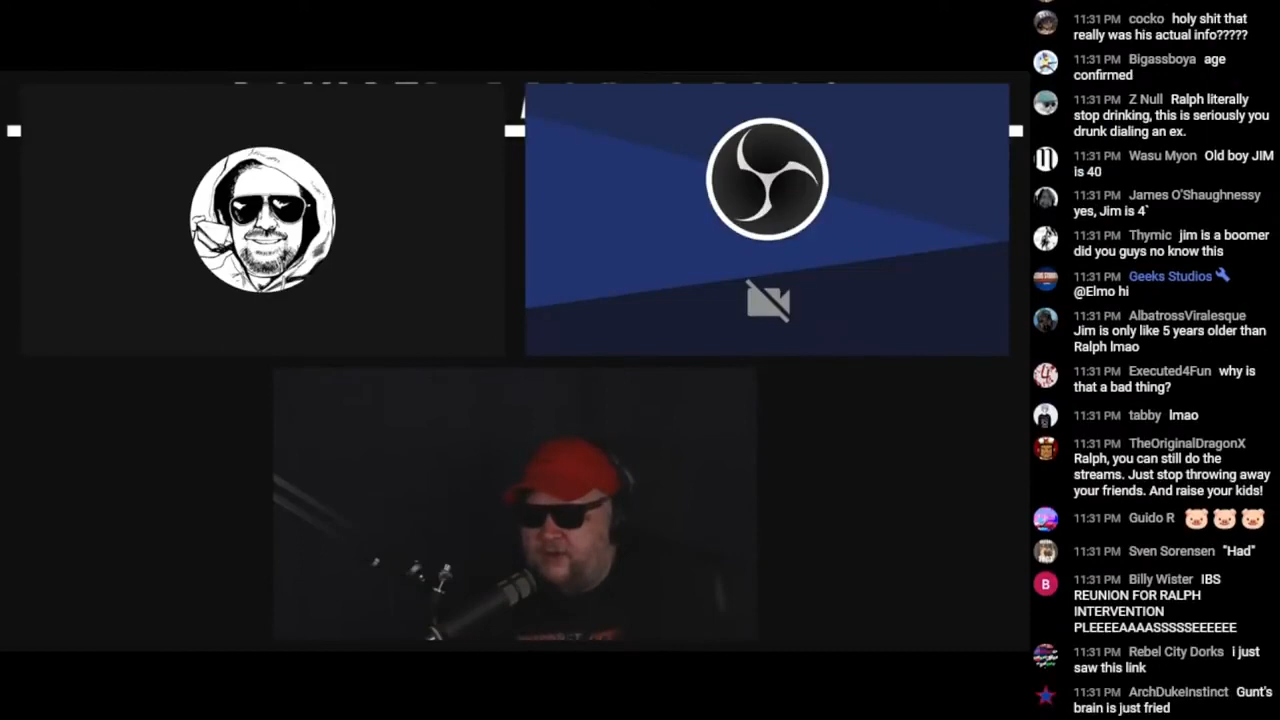 11:31 PM cocko holy shit that
really was his actual info?????
11:31 PM Bigassboya age
confirmed
11:31 PM Z Null Ralph literally
stop drinking, this is seriously you
drunk dialing an ex.
11:31 PM Wasu Myon Old boy JIM
is 40
11:31 PM James O'Shaughnessy
yes, Jim is 4`
11:31 PM Thymic jim is a boomer
did you guys no know this
11:31 PM Geeks Studios
@Elmo hi
11:31 PM AlbatrossViralesque
Jim is only like 5 years older than
Ralph lmao
11:31 PM Executed4Fun why is
that a bad thing?
11:31 PM tabby lmao
11:31 PM TheOriginalDragonX
Ralph, you can still do the
streams. Just stop throwing away
your friends. And raise your kids!
11:31 PM Guido R 🐷🐷🐷
11:31 PM Sven Sorensen "Had"
B
11:31 PM Billy Wister IBS
REUNION FOR RALPH
INTERVENTION
PLEEEEAAAASSSSSEEEEEE
11:31 PM Rebel City Dorks i just
saw this link
11:31 PM ArchDukeInstinct Gunt's
brain is just fried